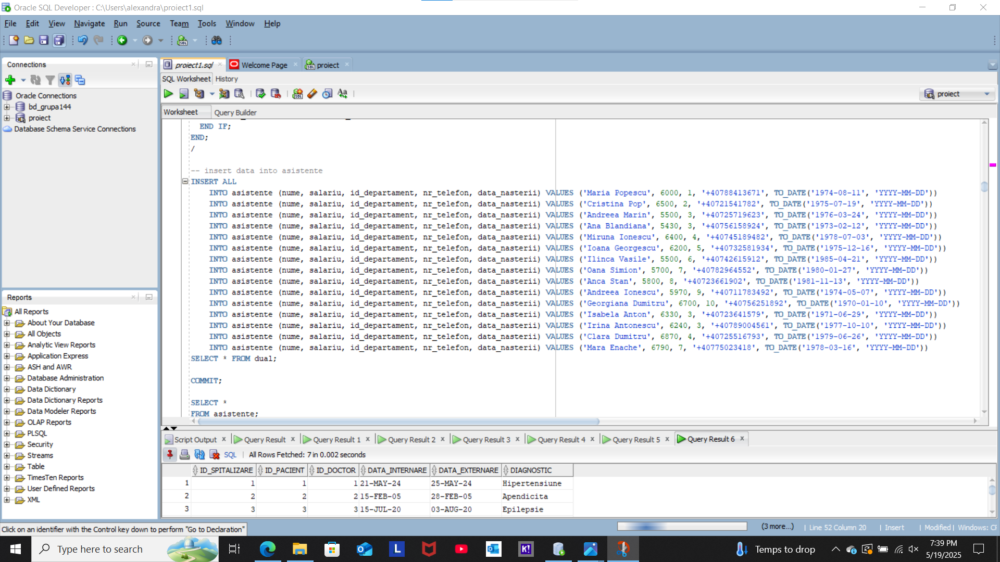 Oracle SQL Developer : C:\Users\alexandra\proiect1.sql
File Edit View Navigate Run Source Team Tools Window Help
Connections
Oracle Connections
bd_grupa144
proiect
Database Schema Service Connections
Reports
All Reports
About Your Database
All Objects
Analytic View Reports
Application Express
ASH and AWR
Database Administration
Data Dictionary
Data Dictionary Reports
Data Modeler Reports
OLAP Reports
PLSQL
Security
Streams
Table
TimesTen Reports
User Defined Reports
XML
proiect1.sql Welcome Page proiect
SQL Worksheet History
proiect
Worksheet Query Builder
END IF;
END;
/
-- insert data into asistente
INSERT ALL
INTO asistente (nume, salariu, id_departament, nr_telefon, data_nasterii) VALUES ('Maria Popescu', 6000, 1, '+40788413671', TO_DATE('1974-08-11', 'YYYY-MM-DD'))
INTO asistente (nume, salariu, id_departament, nr_telefon, data_nasterii) VALUES ('Cristina Pop', 6500, 2, '+40721541782', TO_DATE('1975-07-19', 'YYYY-MM-DD'))
INTO asistente (nume, salariu, id_departament, nr_telefon, data_nasterii) VALUES ('Andreea Marin', 5500, 3, '+40725719623', TO_DATE('1976-03-24', 'YYYY-MM-DD'))
INTO asistente (nume, salariu, id_departament, nr_telefon, data_nasterii) VALUES ('Ana Blandiana', 5430, 3, '+40756158924', TO_DATE('1973-02-12', 'YYYY-MM-DD'))
INTO asistente (nume, salariu, id_departament, nr_telefon, data_nasterii) VALUES ('Miruna Ionescu', 6400, 4, '+40745189482', TO_DATE('1978-07-03', 'YYYY-MM-DD'))
INTO asistente (nume, salariu, id_departament, nr_telefon, data_nasterii) VALUES ('Ioana Georgescu', 6200, 5, '+40732581934', TO_DATE('1975-12-16', 'YYYY-MM-DD'))
INTO asistente (nume, salariu, id_departament, nr_telefon, data_nasterii) VALUES ('Ilinca Vasile', 5500, 6, '+40742615912', TO_DATE('1985-04-21', 'YYYY-MM-DD'))
INTO asistente (nume, salariu, id_departament, nr_telefon, data_nasterii) VALUES ('Oana Simion', 5700, 7, '+40782964552', TO_DATE('1980-01-27', 'YYYY-MM-DD'))
INTO asistente (nume, salariu, id_departament, nr_telefon, data_nasterii) VALUES ('Anca Stan', 5800, 8, '+40723661902', TO_DATE('1981-11-13', 'YYYY-MM-DD'))
INTO asistente (nume, salariu, id_departament, nr_telefon, data_nasterii) VALUES ('Andreea Ionescu', 5970, 9, '+40711783492', TO_DATE('1974-05-07', 'YYYY-MM-DD'))
INTO asistente (nume, salariu, id_departament, nr_telefon, data_nasterii) VALUES ('Georgiana Dumitru', 6700, 10, '+40756251892', TO_DATE('1970-01-10', 'YYYY-MM-DD'))
INTO asistente (nume, salariu, id_departament, nr_telefon, data_nasterii) VALUES ('Isabela Anton', 6330, 3, '+40723641579', TO_DATE('1971-06-29', 'YYYY-MM-DD'))
INTO asistente (nume, salariu, id_departament, nr_telefon, data_nasterii) VALUES ('Irina Antonescu', 6240, 3, '+40789004561', TO_DATE('1977-10-10', 'YYYY-MM-DD'))
INTO asistente (nume, salariu, id_departament, nr_telefon, data_nasterii) VALUES ('Clara Dumitru', 6870, 4, '+40725516793', TO_DATE('1979-06-26', 'YYYY-MM-DD'))
INTO asistente (nume, salariu, id_departament, nr_telefon, data_nasterii) VALUES ('Mara Enache', 6790, 7, '+40775023418', TO_DATE('1978-03-16', 'YYYY-MM-DD'))
SELECT * FROM dual;
COMMIT;
SELECT *
FROM asistente;
Script Output Query Result Query Result 1 Query Result 2 Query Result 3 Query Result 4 Query Result 5 Query Result 6
SQL All Rows Fetched: 7 in 0.002 seconds
ID_SPITALIZARE ID_PACIENT ID_DOCTOR DATA_INTERNARE DATA_EXTERNARE DIAGNOSTIC
1 1 1 1 21-MAY-24 25-MAY-24 Hipertensiune
2 2 2 2 15-FEB-05 28-FEB-05 Apendicita
3 3 3 3 15-JUL-20 03-AUG-20 Epilepsie
Click on an identifier with the Control key down to perform "Go to Declaration"
(3 more...) Line 52 Column 20 Insert Modified Windows: CF
Type here to search
Temps to drop
7:39 PM
5/19/2025